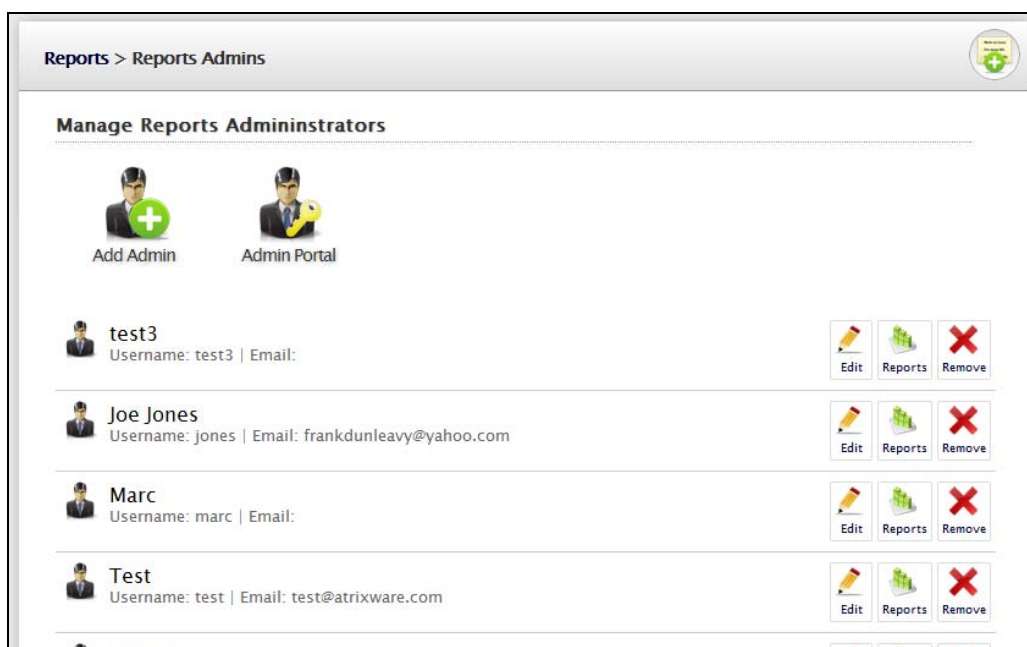 Reports > Reports Admins
Manage Reports Admininstrators
Add Admin Admin Portal
test3
Username: test3 | Email:
Edit Reports Remove
Joe Jones
Username: jones | Email: frankdunleavy@yahoo.com
Edit Reports Remove
Marc
Username: marc | Email:
Edit Reports Remove
Test
Username: test | Email: test@atrixware.com
Edit Reports Remove